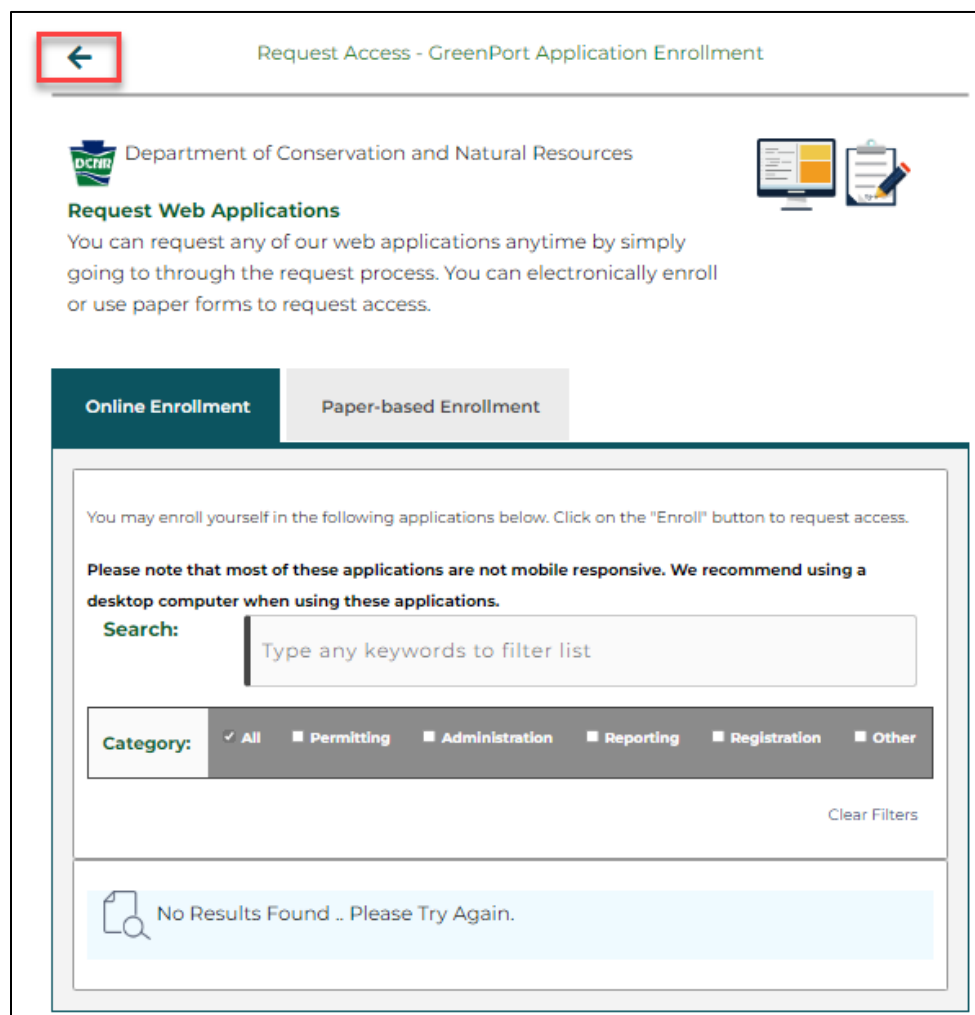 Request Access - GreenPort Application Enrollment
DCNR
Department of Conservation and Natural Resources
Request Web Applications
You can request any of our web applications anytime by simply
going to through the request process. You can electronically enroll
or use paper forms to request access.
Online Enrollment
Paper-based Enrollment
You may enroll yourself in the following applications below. Click on the "Enroll" button to request access.
Please note that most of these applications are not mobile responsive. We recommend using a
desktop computer when using these applications.
Search:
Type any keywords to filter list
Category:
All
Permitting
Administration
Reporting
Registration
Other
Clear Filters
No Results Found .. Please Try Again.